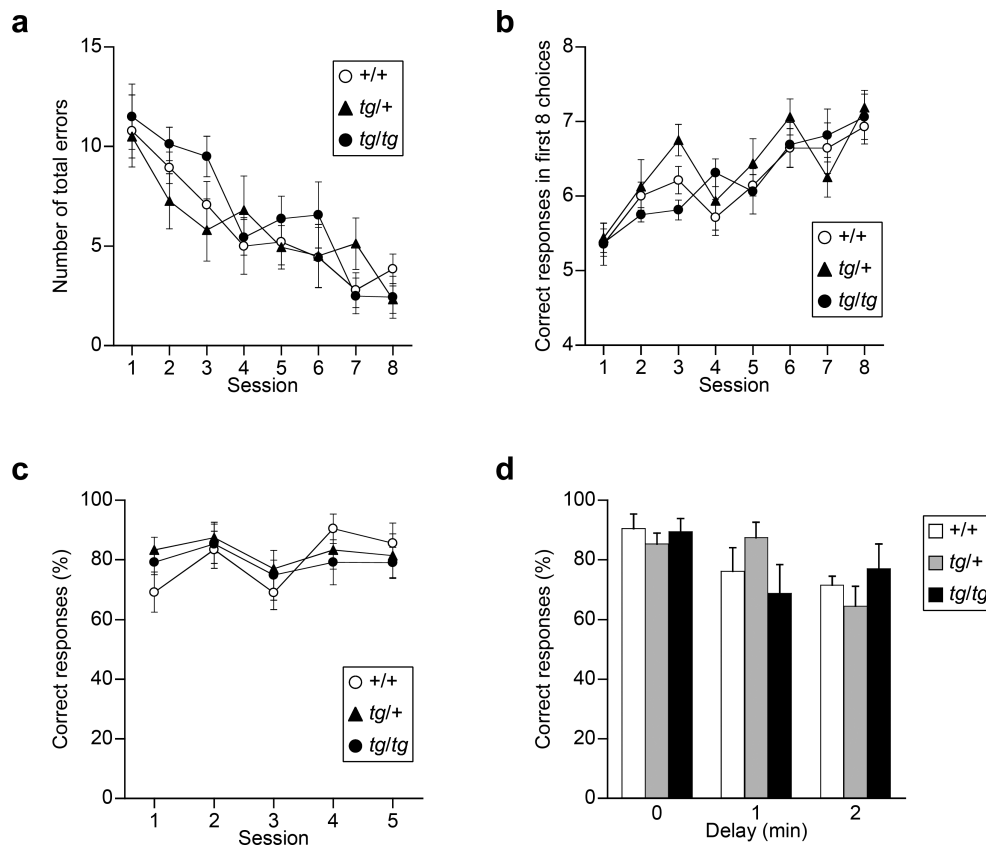 a
Number of total errors
15
10
5
0
+/+
tg/+
tg/tg
1 2 3 4 5 6 7 8
Session
b
Correct responses in first 8 choices
8
7
6
5
4
+/+
tg/+
tg/tg
1 2 3 4 5 6 7 8
Session
c
Correct responses (%)
100
80
60
40
20
0
+/+
tg/+
tg/tg
1 2 3 4 5
Session
d
Correct responses (%)
100
80
60
40
20
0
+/+
tg/+
tg/tg
0 1 2
Delay (min)